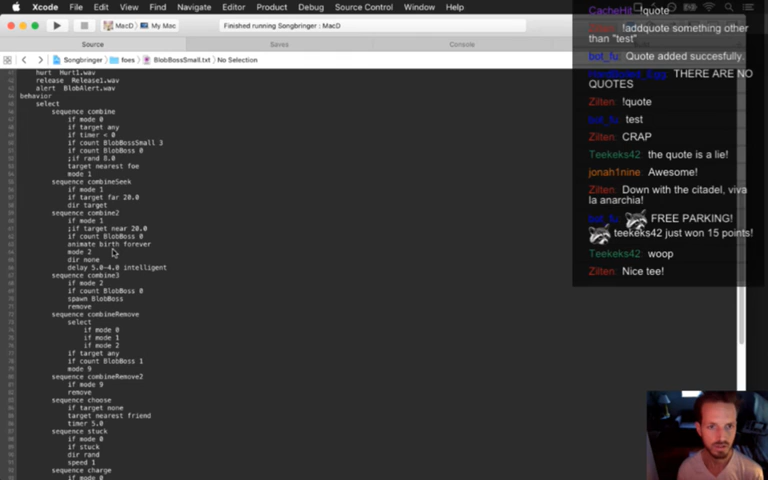 Xcode File Edit View Find Navigate Editor Product Debug Source Control Window
MacD My Mac
Finished running Songbringer : MacD
Source Saves Console
Songbringer foes BlobBossSmall.txt No Selection
hurt Hurt1.wav
release Release1.wav
alert BlobAlert.wav
behavior
select
sequence combine
if mode 0
if target any
if timer < 0
if count BlobBossSmall 3
if count BlobBoss 0
;if rand 8.0
target nearest foe
mode 1
sequence combineSeek
if mode 1
if target far 20.0
dir target
sequence combine2
if mode 1
;if target near 20.0
if count BlobBoss 0
animate birth forever
mode 2
dir none
delay 5.0~4.0 intelligent
sequence combine3
if mode 2
if count BlobBoss 0
spawn BlobBoss
remove
sequence combineRemove
select
if mode 0
if mode 1
if mode 2
if target any
if count BlobBoss 1
mode 9
sequence combineRemove2
if mode 9
remove
sequence choose
if target none
target nearest friend
timer 5.0
sequence stuck
if mode 0
if stuck
dir rand
speed 1
sequence charge
if mode 0
CacheHit: !quote
!addquote something other
than "test"
bot_fu: Quote added succesfully.
THERE ARE NO
QUOTES
Zilten: !quote
bot_fu: test
Zilten: CRAP
Teekeks42: the quote is a lie!
jonah1nine: Awesome!
Zilten: Down with the citadel, viva
la anarchia!
bot_fu: FREE PARKING!
teekeks42 just won 15 points!
Teekeks42: woop
Zilten: Nice tee!